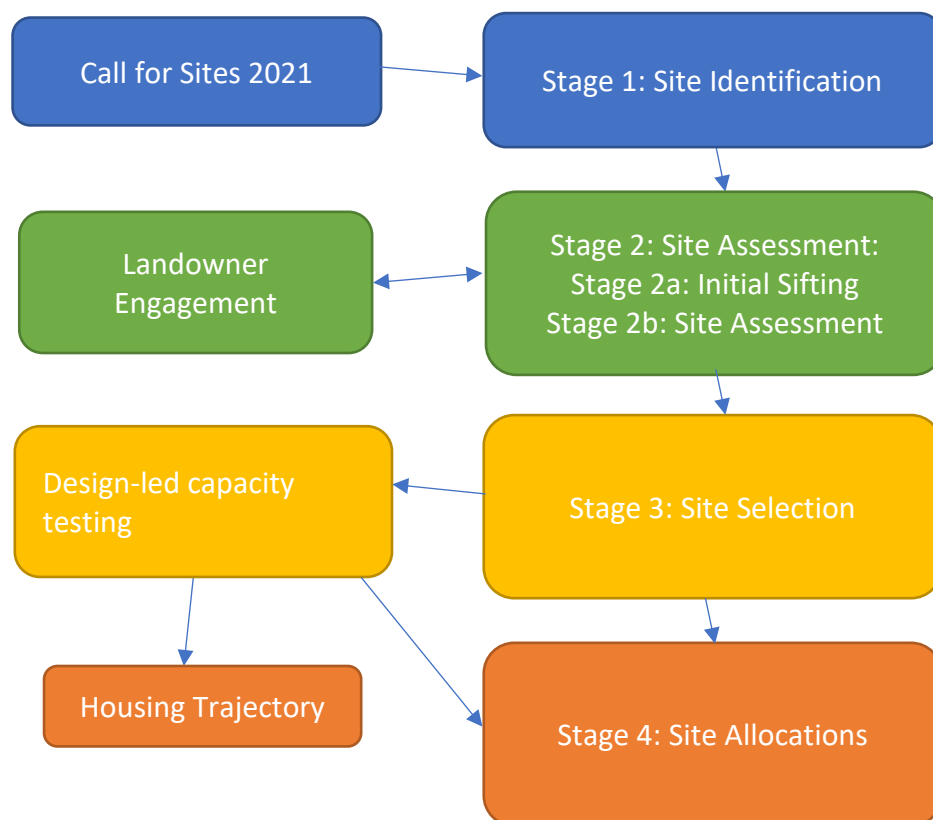 Call for Sites 2021
Stage 1: Site Identification
Landowner
Engagement
Stage 2: Site Assessment:
Stage 2a: Initial Sifting
Stage 2b: Site Assessment
Design-led capacity
testing
Stage 3: Site Selection
Housing Trajectory
Stage 4: Site Allocations